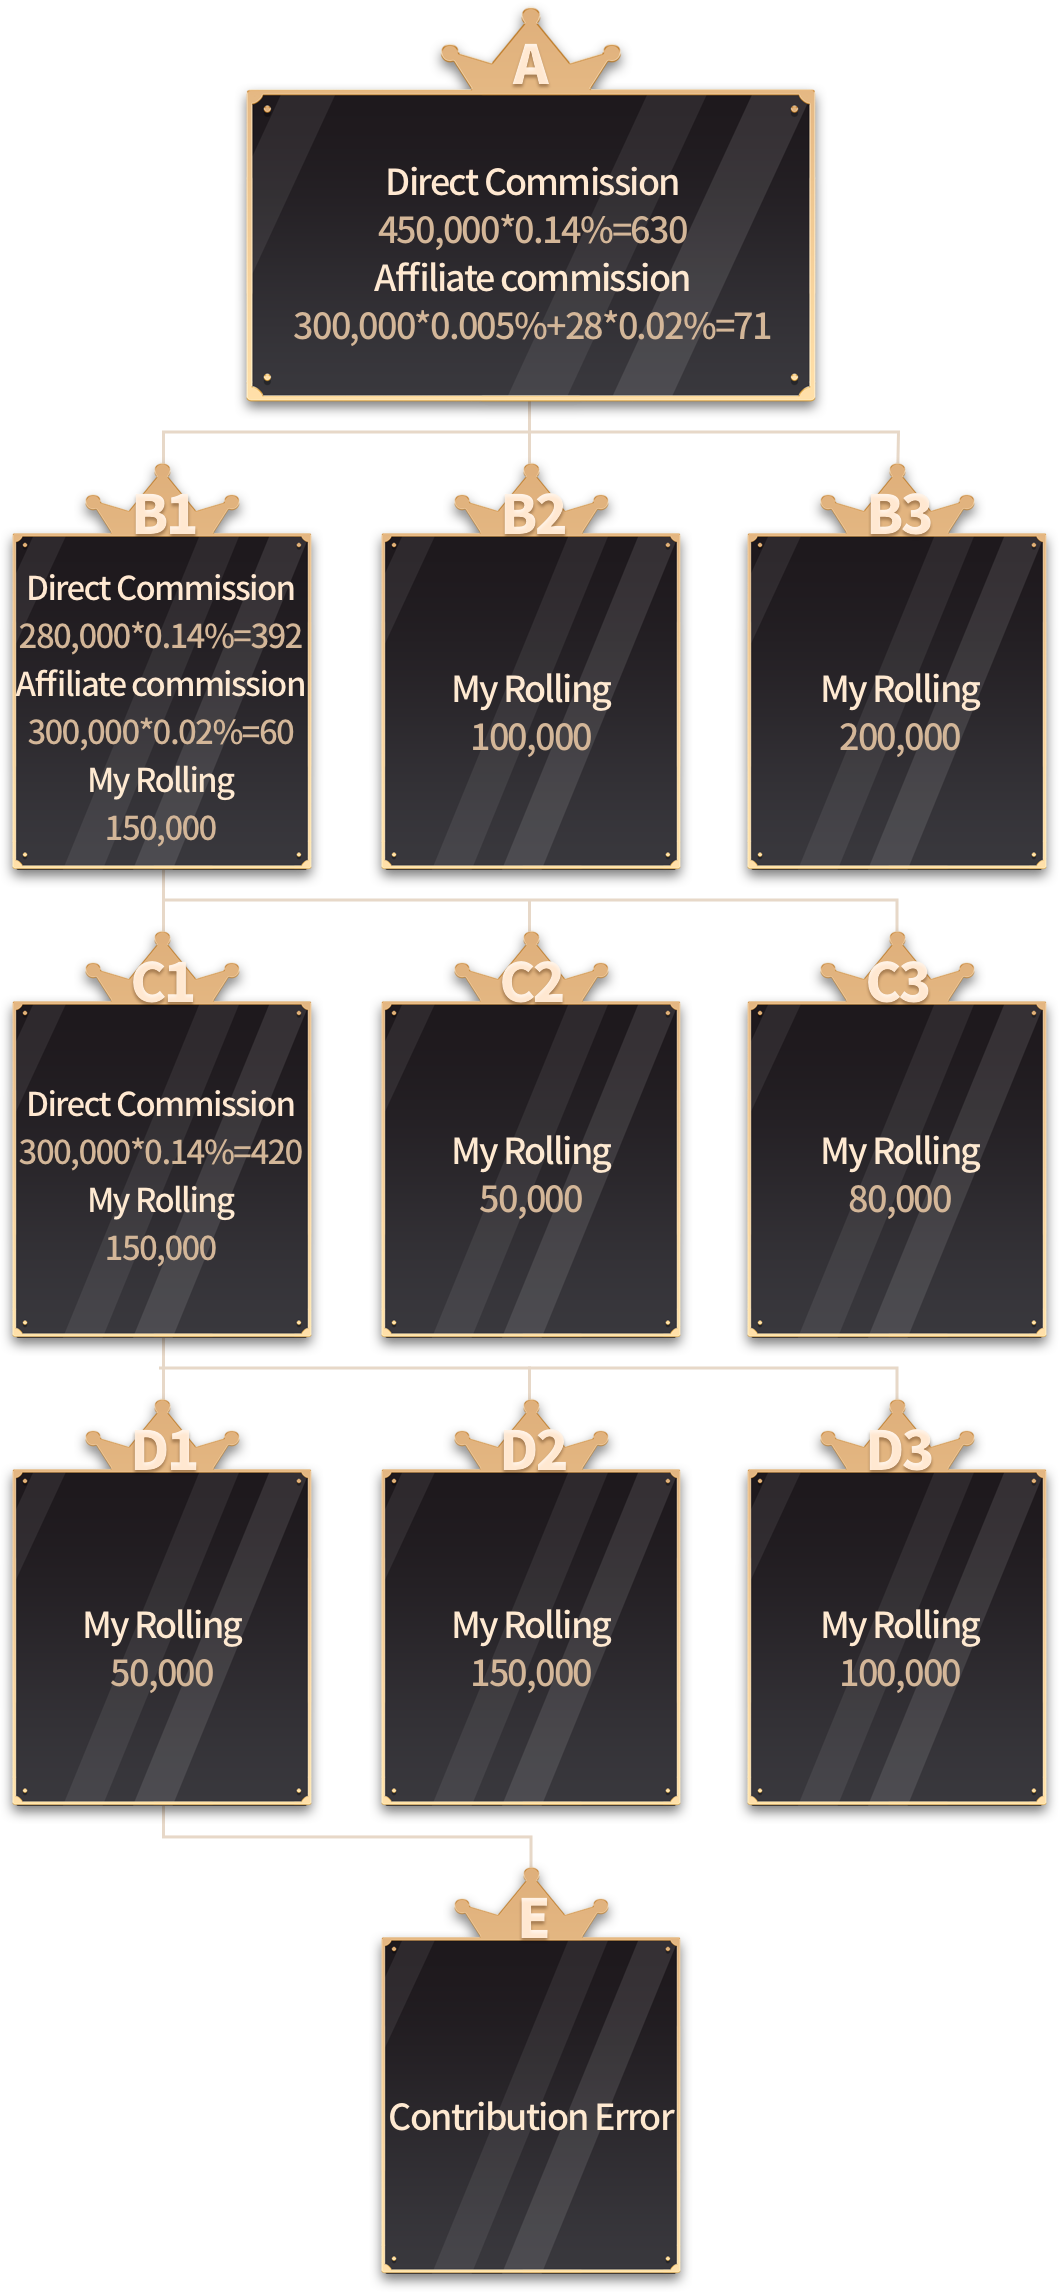 A
Direct Commission
450,000*0.14%=630
Affiliate commission
300,000*0.005%+28*0.02%=71
B1
B2
B3
Direct Commission
280,000*0.14%=392
Affiliate commission
300,000*0.02%=60
My Rolling
150,000
My Rolling
100,000
My Rolling
200,000
C1
C2
C3
Direct Commission
300,000*0.14%=420
My Rolling
150,000
My Rolling
50,000
My Rolling
80,000
D1
D2
D3
My Rolling
50,000
My Rolling
150,000
My Rolling
100,000
E
Contribution Error